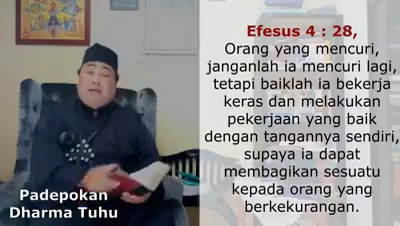 Efesus 4 : 28,
Orang yang mencuri,
janganlah ia mencuri lagi,
tetapi baiklah ia bekerja
keras dan melakukan
pekerjaan yang baik
dengan tangannya sendiri,
supaya ia dapat
membagikan sesuatu
kepada orang yang
berkekurangan.
Padepokan
Dharma Tuhu